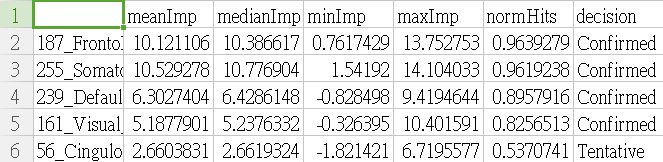 1 meanImp medianImp minImp maxImp normHits decision
2 187_Fronto 10.121106 10.386617 0.7617429 13.752753 0.9639279 Confirmed
3 255_Somato 10.529278 10.776904 1.54192 14.104033 0.9619238 Confirmed
4 239_Defaul 6.3027404 6.4286148 -0.828498 9.4194644 0.8957916 Confirmed
5 161_Visual_ 5.1877901 5.2376332 -0.326395 10.401591 0.8256513 Confirmed
6 56_Cingulo 2.6603831 2.6619324 -1.821421 6.7195577 0.5370741 Tentative